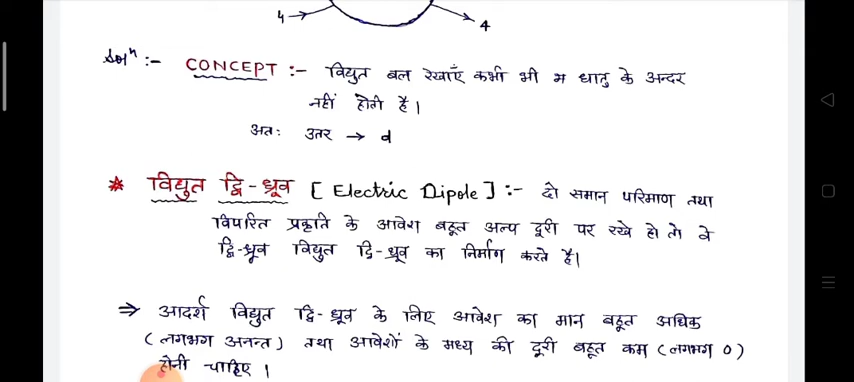 4 → → 4
Solⁿ :- CONCEPT :- विद्युत बल रेखाएँ कभी भी म धातु के अन्दर
नहीं होती है।
अतः उत्तर → d
* विद्युत द्वि-ध्रूव [Electric Dipole] :- दो समान परिमाण तथा
विपरित प्रकृति के आवेश बहूत अल्प दूरी पर रखे हो तो वे
द्वि-ध्रूव विद्युत द्वि-ध्रूव का निर्माण करते है।
⇒ आदर्श विद्युत द्वि-ध्रूव के लिए आवेश का मान बहूत अधिक
(लगभग अनन्त) तथा आवेशों के मध्य की दूरी बहूत कम (लगभग 0)
होनी चाहिए।